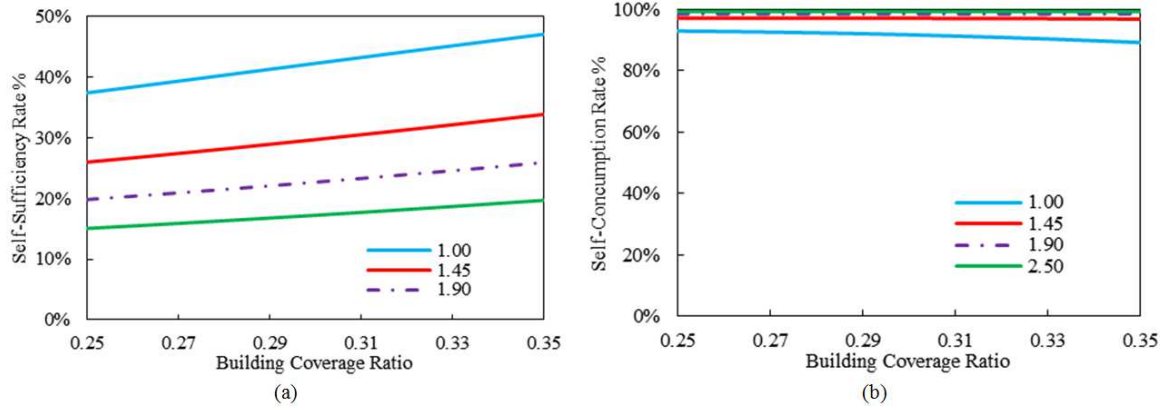 50%
40%
30%
20%
10%
0%
Self-Sufficiency Rate %
1.00
1.45
1.90
0.25 0.27 0.29 0.31 0.33 0.35
Building Coverage Ratio
(a)
100%
80%
60%
40%
20%
0%
Self-Concumption Rate %
1.00
1.45
1.90
2.50
0.25 0.27 0.29 0.31 0.33 0.35
Building Coverage Ratio
(b)